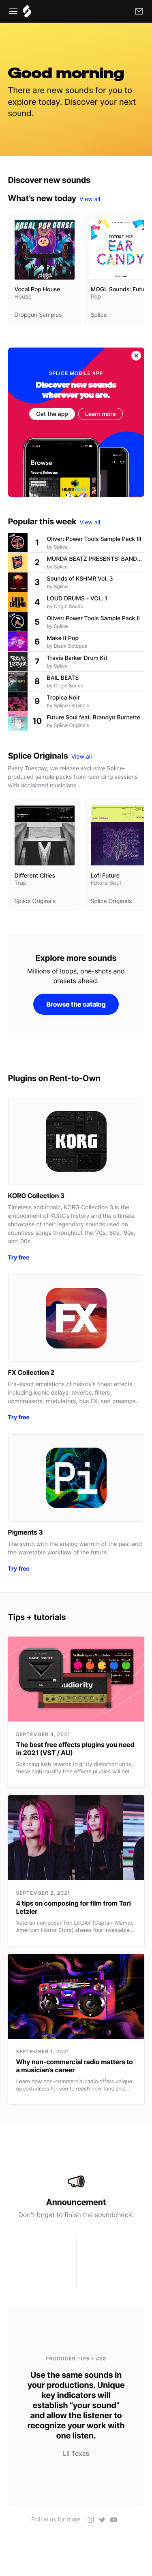 Good morning
There are new sounds for you to
explore today. Discover your next
sound.
Discover new sounds
What's new today View all
VOCAL POP HOUSE
Vocal Pop House
House
Dropgun Samples
FUTURE POP
EAR
CANDY
MOGL Sounds: Futu
Pop
Splice
SPLICE MOBILE APP
Discover new sounds
wherever you are.
Get the app
Learn more
Browse
Recent Releases
Popular this week View all
1 Oliver: Power Tools Sample Pack III
by Splice
2 MURDA BEATZ PRESENTS: BAND...
by Splice
3 Sounds of KSHMR Vol. 3
by Splice
4 LOUD DRUMS - VOL. 1
by Origin Sound
5 Oliver: Power Tools Sample Pack II
by Splice
6 Make It Pop
by Black Octopus
7 Travis Barker Drum Kit
by Splice
8 BAIL BEATS
by Origin Sound
9 Tropica Noir
by Splice Originals
10 Future Soul feat. Brandyn Burnette
by Splice Originals
Splice Originals View all
Every Tuesday, we release exclusive Splice-
produced sample packs from recording sessions
with acclaimed musicians.
Different Cities
Trap
Splice Originals
Lofi Future
Future Soul
Splice Originals
Explore more sounds
Millions of loops, one-shots and
presets ahead.
Browse the catalog
Plugins on Rent-to-Own
KORG
KORG Collection 3
Timeless and iconic, KORG Collection 3 is the
embodiment of KORG's history and the ultimate
showcase of their legendary sounds used on
countless songs throughout the '70s, '80s, '90s,
and '00s.
Try free
FX
FX Collection 2
Era-exact emulations of history's finest effects,
including iconic delays, reverbs, filters,
compressors, modulators, bus FX, and preamps.
Try free
Pi
Pigments 3
The synth with the analog warmth of the past and
the wavetable workflow of the future.
Try free
Tips + tutorials
MAGIC SWITCH
ValhallaSpaceModulator
audierity
SEPTEMBER 4, 2021
The best free effects plugins you need
in 2021 (VST / AU)
Spanning lush reverbs to gritty distortion units,
these high-quality free effects plugins will hel...
SEPTEMBER 2, 2021
4 tips on composing for film from Tori
Letzler
Veteran composer Tori Letzler (Captain Marvel,
American Horror Story) shares four invaluable...
SEPTEMBER 1, 2021
Why non-commercial radio matters to
a musician's career
Learn how non-commercial radio offers unique
opportunities for you to reach new fans and...
Announcement
Don't forget to finish the soundcheck.
PRODUCER TIPS • #26
Use the same sounds in
your productions. Unique
key indicators will
establish "your sound"
and allow the listener to
recognize your work with
one listen.
Lil Texas
Follow us for more